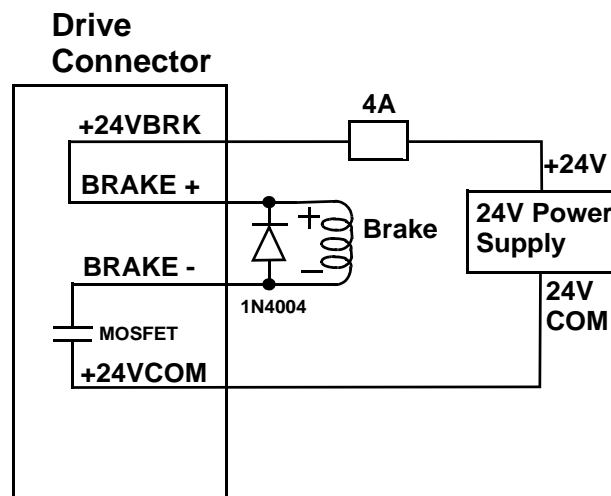 Drive
Connector
4A
+24VBRK
+24V
BRAKE +
24V Power
Supply
+
Brake
BRAKE -
–
1N4004
24V
COM
MOSFET
+24VCOM